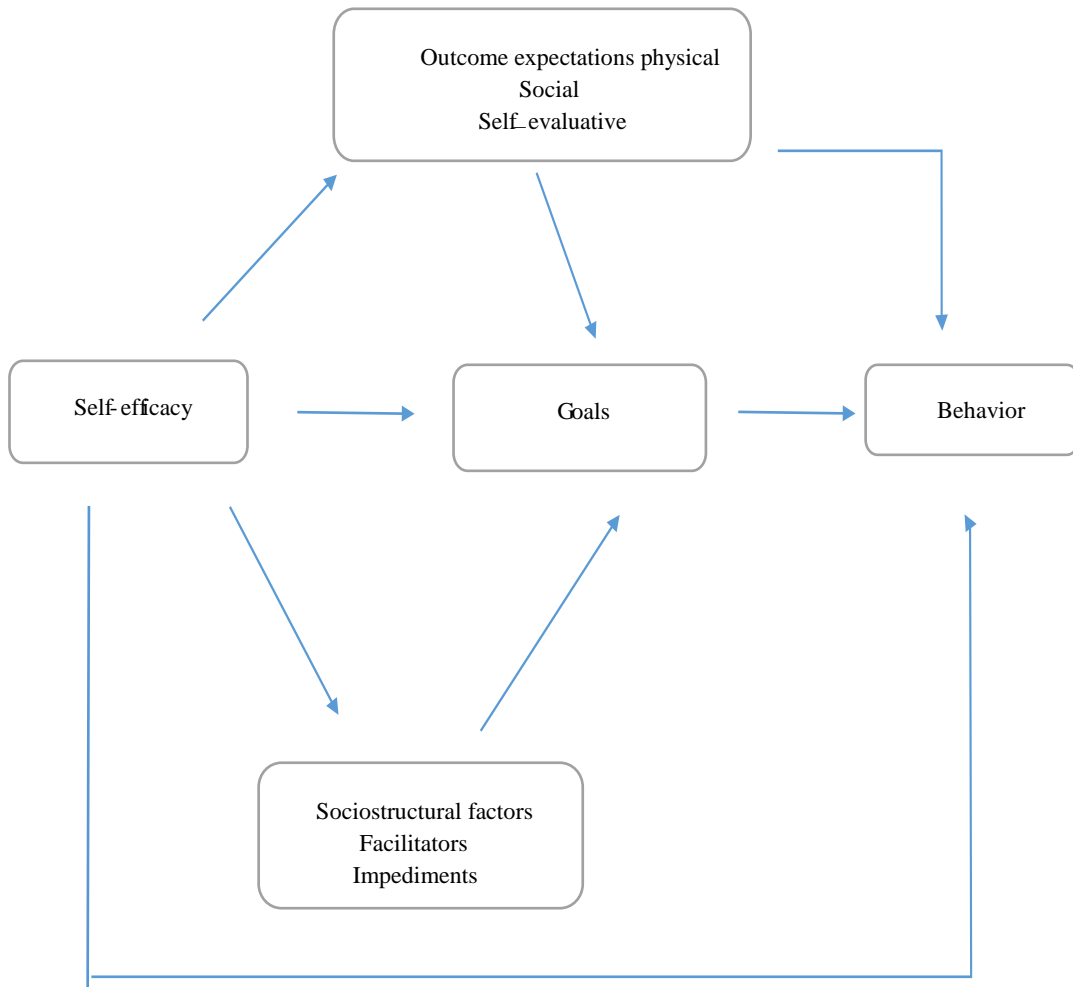 Outcome expectations physical
Social
Self–evaluative
Self-efficacy
Goals
Behavior
Sociostructural factors
Facilitators
Impediments